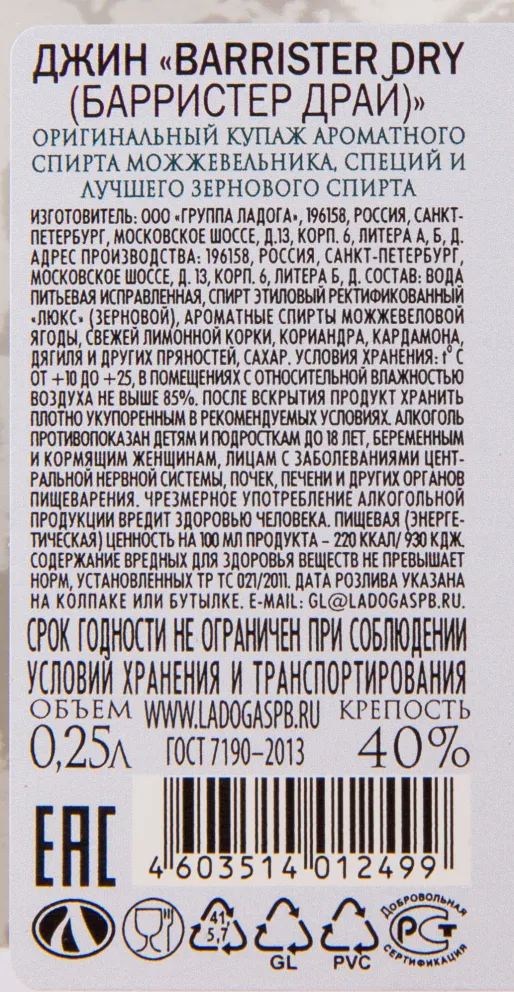 ДЖИН «BARRISTER DRY
(БАРРИСТЕР ДРАЙ)»
ОРИГИНАЛЬНЫЙ КУПАЖ АРОМАТНОГО
СПИРТА МОЖЖЕВЕЛЬНИКА, СПЕЦИЙ И
ЛУЧШЕГО ЗЕРНОВОГО СПИРТА
ИЗГОТОВИТЕЛЬ: ООО «ГРУППА ЛАДОГА», 196158, РОССИЯ, САНКТ-
ПЕТЕРБУРГ, МОСКОВСКОЕ ШОССЕ, Д.13, КОРП. 6, ЛИТЕРА А, Б, Д.
АДРЕС ПРОИЗВОДСТВА: 196158, РОССИЯ, САНКТ-ПЕТЕРБУРГ,
МОСКОВСКОЕ ШОССЕ, Д. 13, КОРП. 6, ЛИТЕРА Б, Д. СОСТАВ: ВОДА
ПИТЬЕВАЯ ИСПРАВЛЕННАЯ, СПИРТ ЭТИЛОВЫЙ РЕКТИФИКОВАННЫЙ
«ЛЮКС» (ЗЕРНОВОЙ), АРОМАТНЫЕ СПИРТЫ МОЖЖЕВЕЛОВОЙ
ЯГОДЫ, СВЕЖЕЙ ЛИМОННОЙ КОРКИ, КОРИАНДРА, КАРДАМОНА,
ДЯГИЛЯ И ДРУГИХ ПРЯНОСТЕЙ, САХАР. УСЛОВИЯ ХРАНЕНИЯ: t° С
ОТ +10 ДО +25, В ПОМЕЩЕНИЯХ С ОТНОСИТЕЛЬНОЙ ВЛАЖНОСТЬЮ
ВОЗДУХА НЕ ВЫШЕ 85%. ПОСЛЕ ВСКРЫТИЯ ПРОДУКТ ХРАНИТЬ
ПЛОТНО УКУПОРЕННЫМ В РЕКОМЕНДУЕМЫХ УСЛОВИЯХ. АЛКОГОЛЬ
ПРОТИВОПОКАЗАН ДЕТЯМ И ПОДРОСТКАМ ДО 18 ЛЕТ, БЕРЕМЕННЫМ
И КОРМЯЩИМ ЖЕНЩИНАМ, ЛИЦАМ С ЗАБОЛЕВАНИЯМИ ЦЕНТ-
РАЛЬНОЙ НЕРВНОЙ СИСТЕМЫ, ПОЧЕК, ПЕЧЕНИ И ДРУГИХ ОРГАНОВ
ПИЩЕВАРЕНИЯ. ЧРЕЗМЕРНОЕ УПОТРЕБЛЕНИЕ АЛКОГОЛЬНОЙ
ПРОДУКЦИИ ВРЕДИТ ЗДОРОВЬЮ ЧЕЛОВЕКА. ПИЩЕВАЯ (ЭНЕРГЕ-
ТИЧЕСКАЯ) ЦЕННОСТЬ НА 100 МЛ ПРОДУКТА – 220 ККАЛ/ 930 КДЖ.
СОДЕРЖАНИЕ ВРЕДНЫХ ДЛЯ ЗДОРОВЬЯ ВЕЩЕСТВ НЕ ПРЕВЫШАЕТ
НОРМ, УСТАНОВЛЕННЫХ ТР ТС 021/2011. ДАТА РОЗЛИВА УКАЗАНА
НА КОЛПАКЕ ИЛИ БУТЫЛКЕ. E-MAIL: GL@LADOGASPB.RU.
СРОК ГОДНОСТИ НЕ ОГРАНИЧЕН ПРИ СОБЛЮДЕНИИ
УСЛОВИЙ ХРАНЕНИЯ И ТРАНСПОРТИРОВАНИЯ
ОБЪЕМ WWW.LADOGASPB.RU КРЕПОСТЬ
0,25Л ГОСТ 7190–2013 40%
EAC
4 603514 012499
41
5,7
GL
PVC
ДОБРОВОЛЬНАЯ
РСТ
СЕРТИФИКАЦИЯ